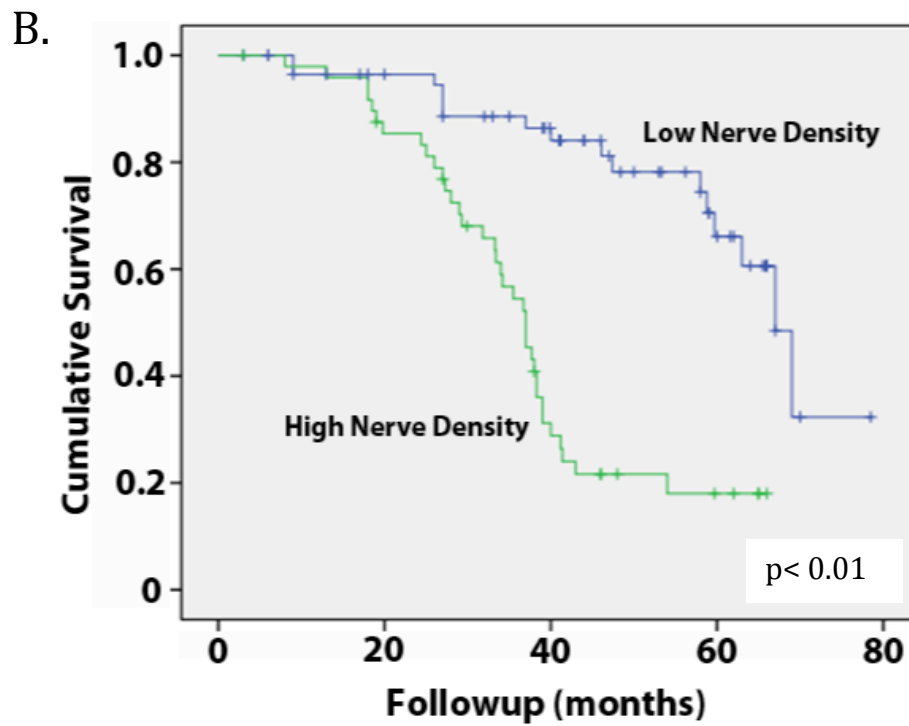 B.
1.0
0.8
0.6
0.4
0.2
0
Cumulative Survival
Low Nerve Density
High Nerve Density
p< 0.01
0 20 40 60 80
Followup (months)